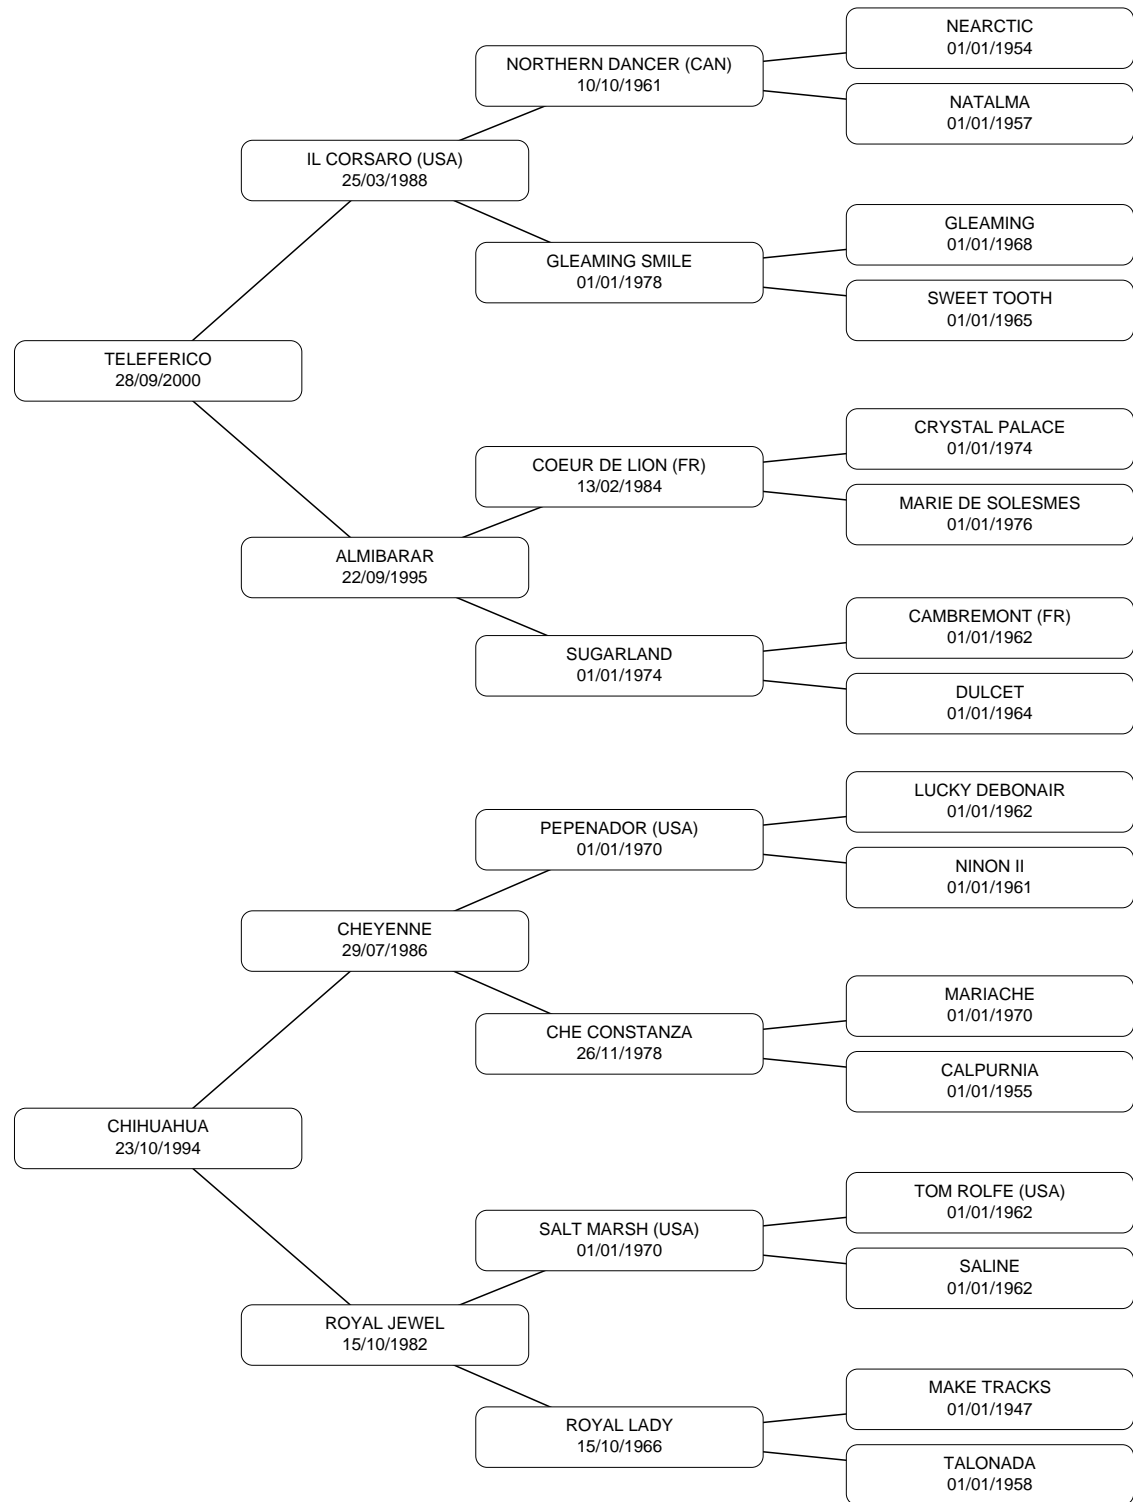 NEARCTIC
01/01/1954
NORTHERN DANCER (CAN)
10/10/1961
NATALMA
01/01/1957
IL CORSARO (USA)
25/03/1988
GLEAMING
01/01/1968
GLEAMING SMILE
01/01/1978
SWEET TOOTH
01/01/1965
TELEFERICO
28/09/2000
CRYSTAL PALACE
01/01/1974
COEUR DE LION (FR)
13/02/1984
MARIE DE SOLESMES
01/01/1976
ALMIBARAR
22/09/1995
CAMBREMONT (FR)
01/01/1962
SUGARLAND
01/01/1974
DULCET
01/01/1964
LUCKY DEBONAIR
01/01/1962
PEPENADOR (USA)
01/01/1970
NINON II
01/01/1961
CHEYENNE
29/07/1986
MARIACHE
01/01/1970
CHE CONSTANZA
26/11/1978
CALPURNIA
01/01/1955
CHIHUAHUA
23/10/1994
TOM ROLFE (USA)
01/01/1962
SALT MARSH (USA)
01/01/1970
SALINE
01/01/1962
ROYAL JEWEL
15/10/1982
MAKE TRACKS
01/01/1947
ROYAL LADY
15/10/1966
TALONADA
01/01/1958